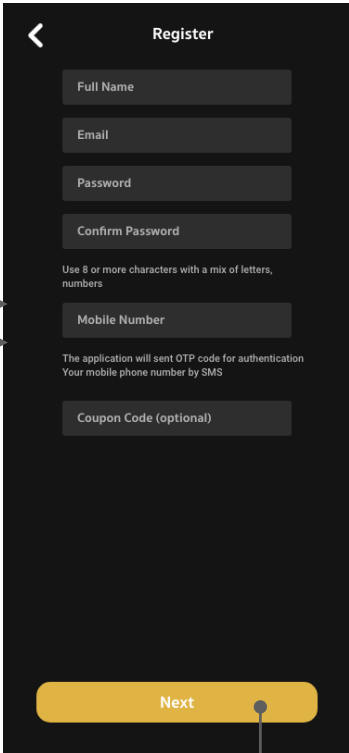 Register
Full Name
Email
Password
Confirm Password
Use 8 or more characters with a mix of letters,
numbers
Mobile Number
The application will sent OTP code for authentication
Your mobile phone number by SMS
Coupon Code (optional)
Next